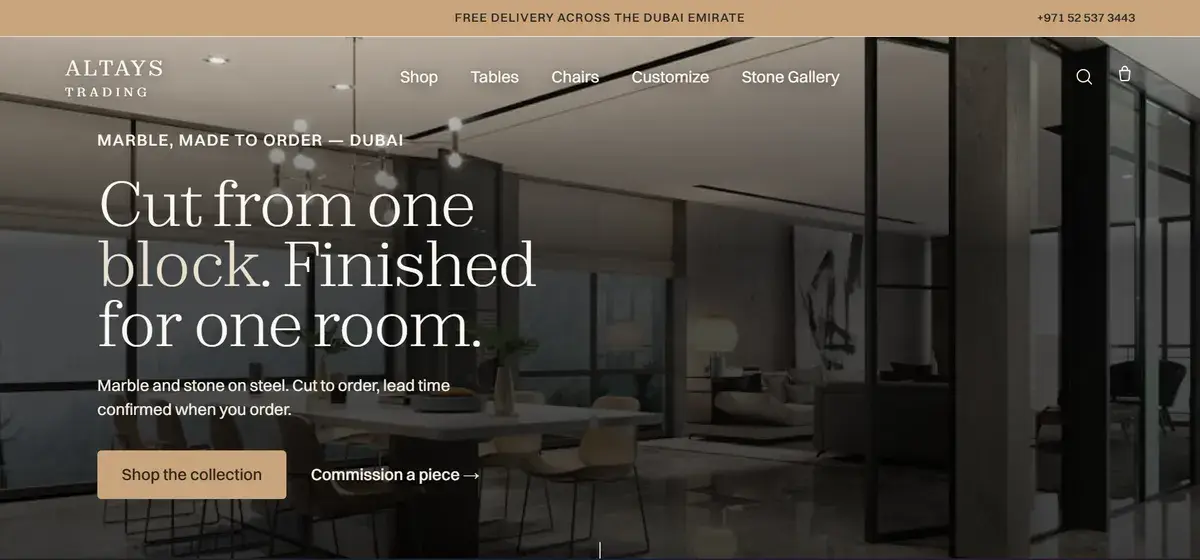 FREE DELIVERY ACROSS THE DUBAI EMIRATE
+971 52 537 3443
ALTAYS
TRADING
Shop
Tables
Chairs
Customize
Stone Gallery
MARBLE, MADE TO ORDER — DUBAI
Cut from one
block. Finished
for one room.
Marble and stone on steel. Cut to order, lead time
confirmed when you order.
Shop the collection
Commission a piece →